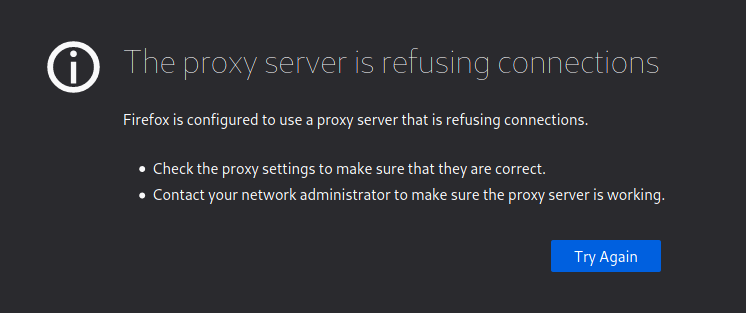 The proxy server is refusing connections
Firefox is configured to use a proxy server that is refusing connections.
• Check the proxy settings to make sure that they are correct.
• Contact your network administrator to make sure the proxy server is working.
Try Again